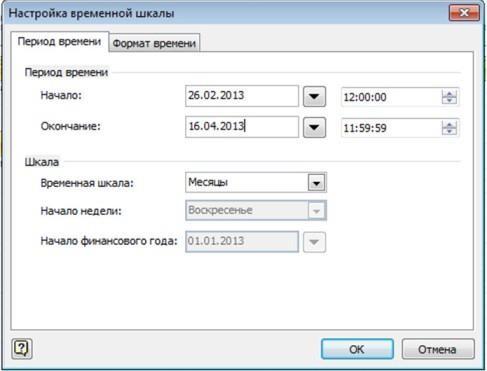 Настройка временной шкалы
Период времени Формат времени
Период времени
Начало: 26.02.2013 12:00:00
Окончание: 16.04.2013 11:59:59
Шкала
Временная шкала: Месяцы
Начало недели: Воскресенье
Начало финансового года: 01.01.2013
? OK Отмена